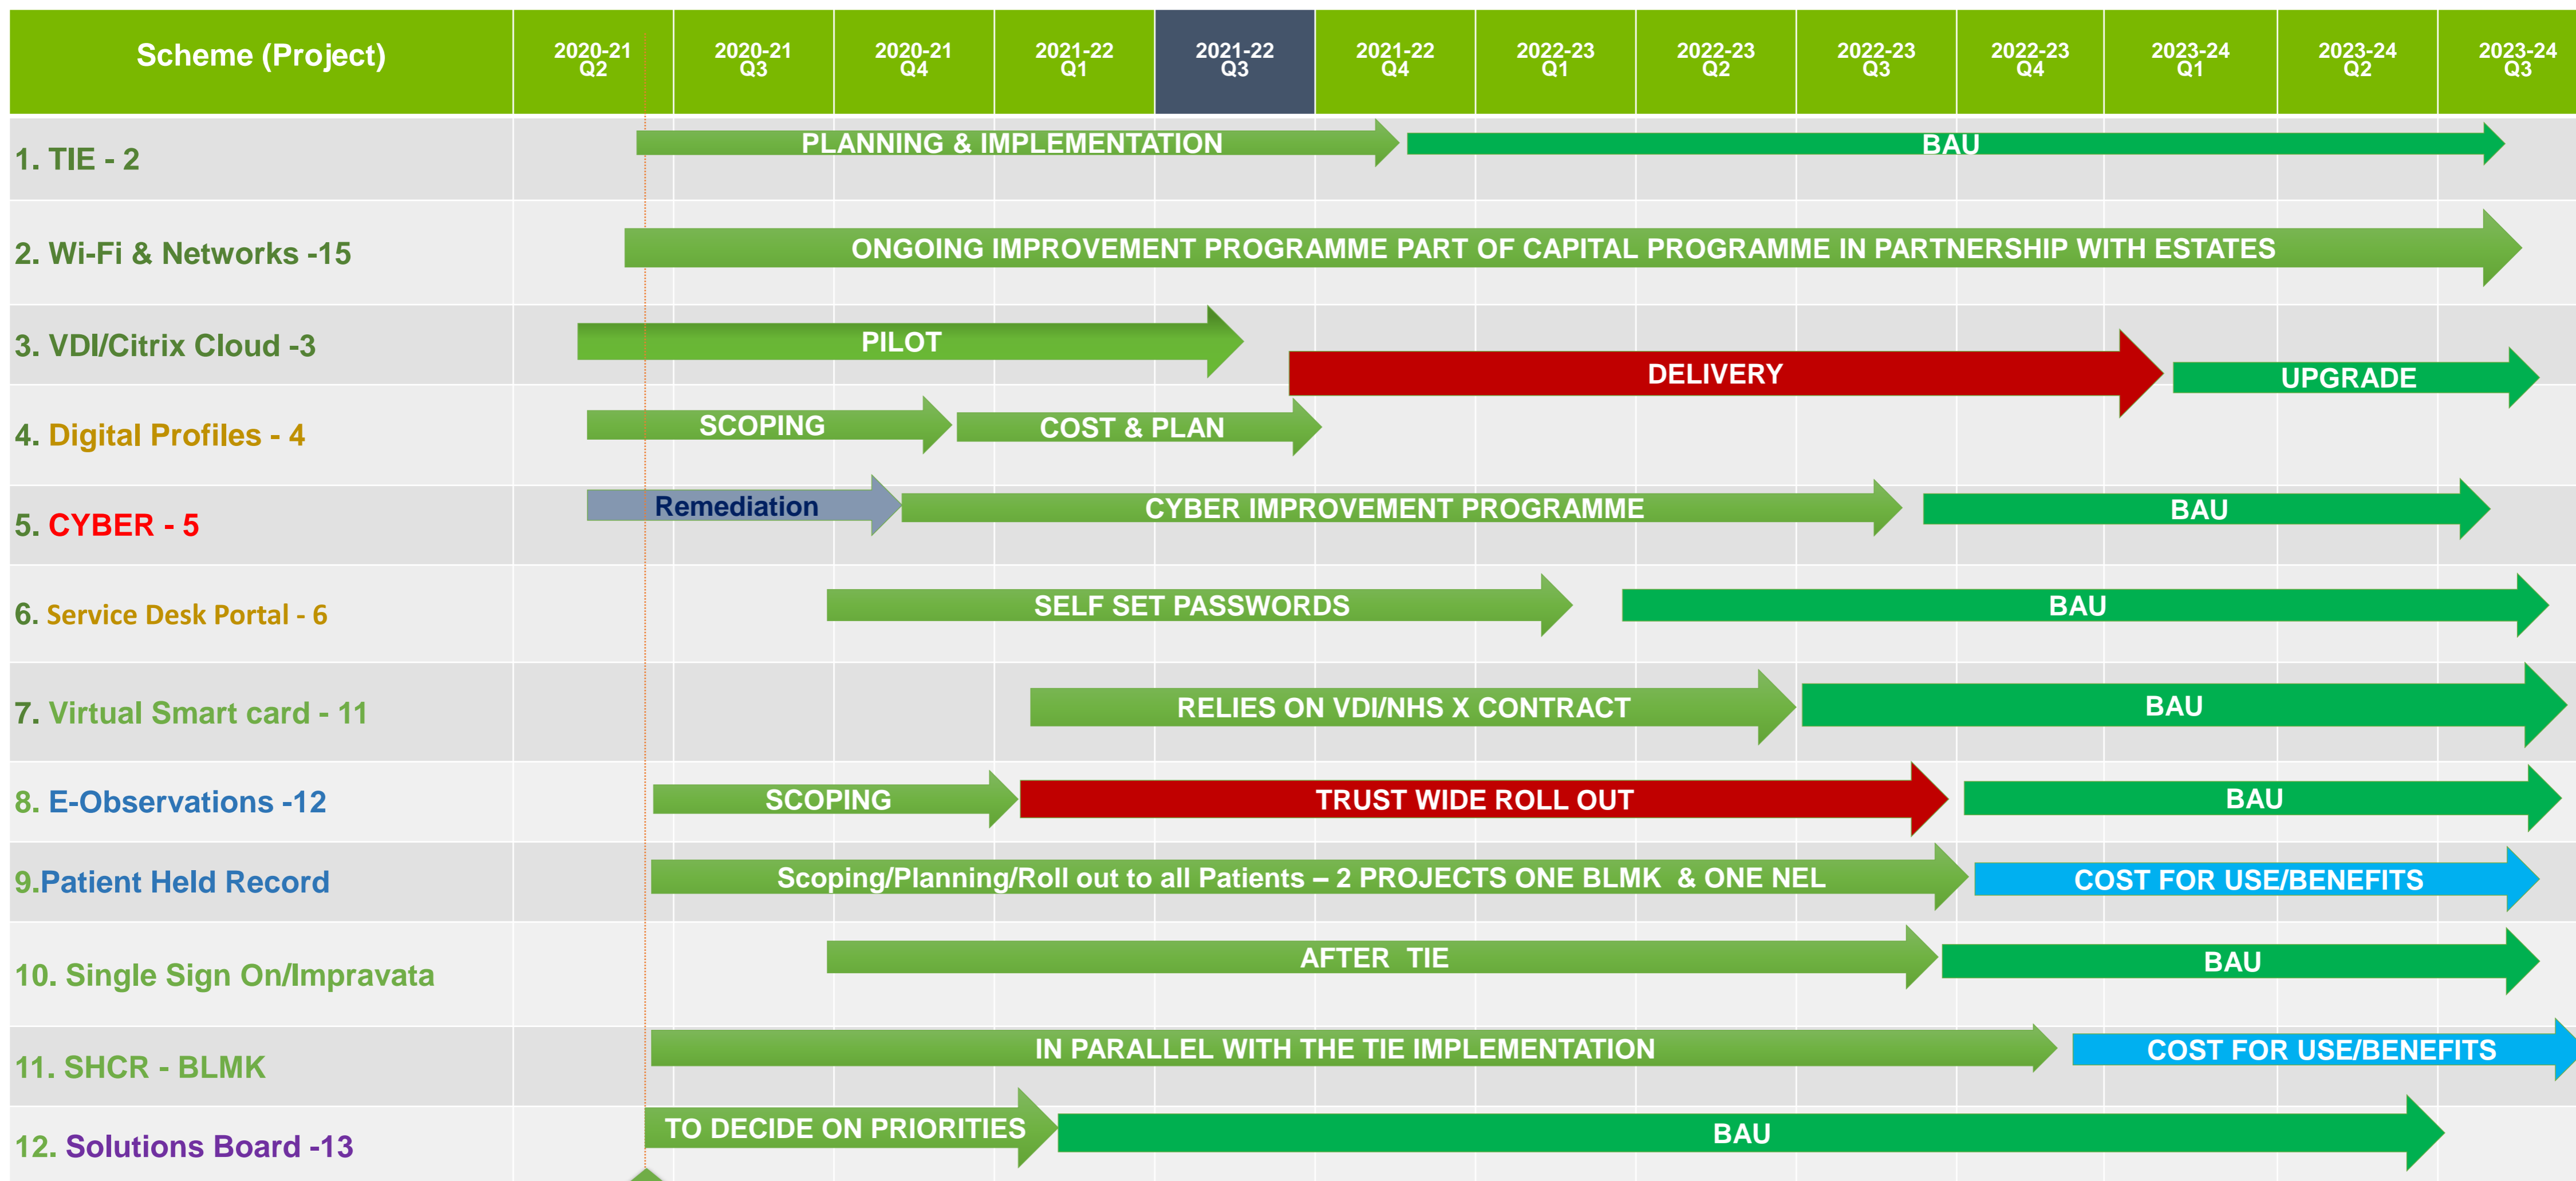 Scheme (Project)
2020-21
Q2
2020-21
Q3
2020-21
Q4
2021-22
Q1
2021-22
Q3
2021-22
Q4
2022-23
Q1
2022-23
Q2
2022-23
Q3
2022-23
Q4
2023-24
Q1
2023-24
Q2
2023-24
Q3
1. TIE - 2
PLANNING & IMPLEMENTATION
BAU
2. Wi-Fi & Networks -15
ONGOING IMPROVEMENT PROGRAMME PART OF CAPITAL PROGRAMME IN PARTNERSHIP WITH ESTATES
3. VDI/Citrix Cloud -3
PILOT
DELIVERY
UPGRADE
4. Digital Profiles - 4
SCOPING
COST & PLAN
5. CYBER - 5
Remediation
CYBER IMPROVEMENT PROGRAMME
BAU
6. Service Desk Portal - 6
SELF SET PASSWORDS
BAU
7. Virtual Smart card - 11
RELIES ON VDI/NHS X CONTRACT
BAU
8. E-Observations -12
SCOPING
TRUST WIDE ROLL OUT
BAU
9.Patient Held Record
Scoping/Planning/Roll out to all Patients – 2 PROJECTS ONE BLMK & ONE NEL
COST FOR USE/BENEFITS
10. Single Sign On/Impravata
AFTER TIE
BAU
11. SHCR - BLMK
IN PARALLEL WITH THE TIE IMPLEMENTATION
COST FOR USE/BENEFITS
12. Solutions Board -13
TO DECIDE ON PRIORITIES
BAU